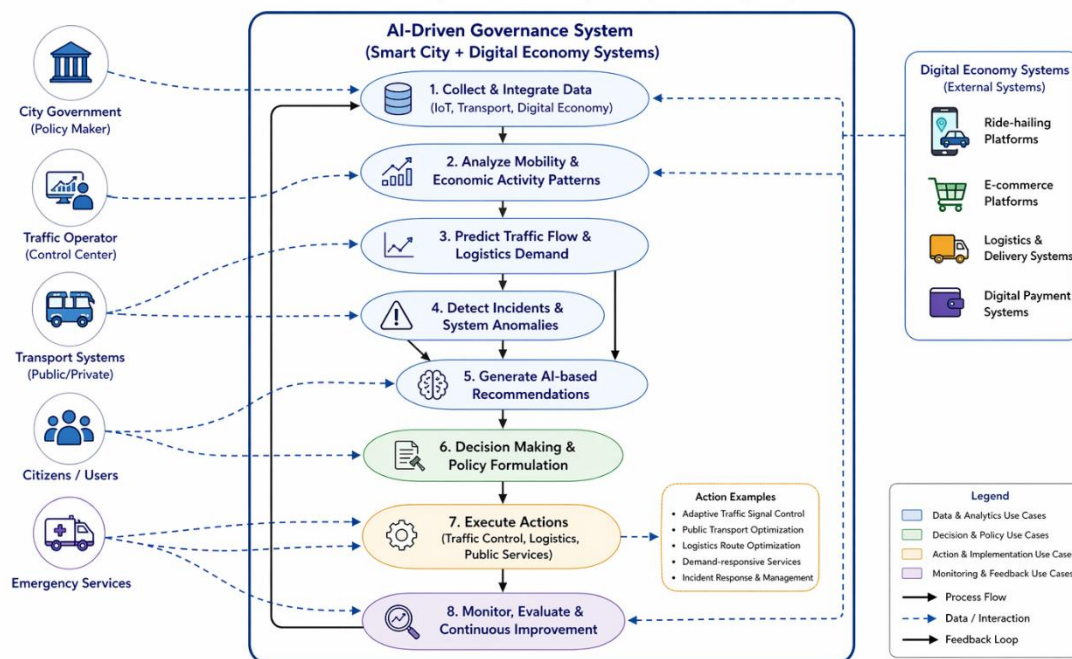 AI-Driven Governance System
(Smart City + Digital Economy Systems)
City Government
(Policy Maker)
Traffic Operator
(Control Center)
Transport Systems
(Public/Private)
Citizens / Users
Emergency Services
1. Collect & Integrate Data
(IoT, Transport, Digital Economy)
2. Analyze Mobility &
Economic Activity Patterns
3. Predict Traffic Flow &
Logistics Demand
4. Detect Incidents &
System Anomalies
5. Generate AI-based
Recommendations
6. Decision Making &
Policy Formulation
7. Execute Actions
(Traffic Control, Logistics,
Public Services)
8. Monitor, Evaluate &
Continuous Improvement
Action Examples
• Adaptive Traffic Signal Control
• Public Transport Optimization
• Logistics Route Optimization
• Demand-responsive Services
• Incident Response & Management
Digital Economy Systems
(External Systems)
Ride-hailing
Platforms
E-commerce
Platforms
Logistics &
Delivery Systems
Digital Payment
Systems
Legend
Data & Analytics Use Cases
Decision & Policy Use Cases
Action & Implementation Use Case
Monitoring & Feedback Use Cases
Process Flow
Data / Interaction
Feedback Loop